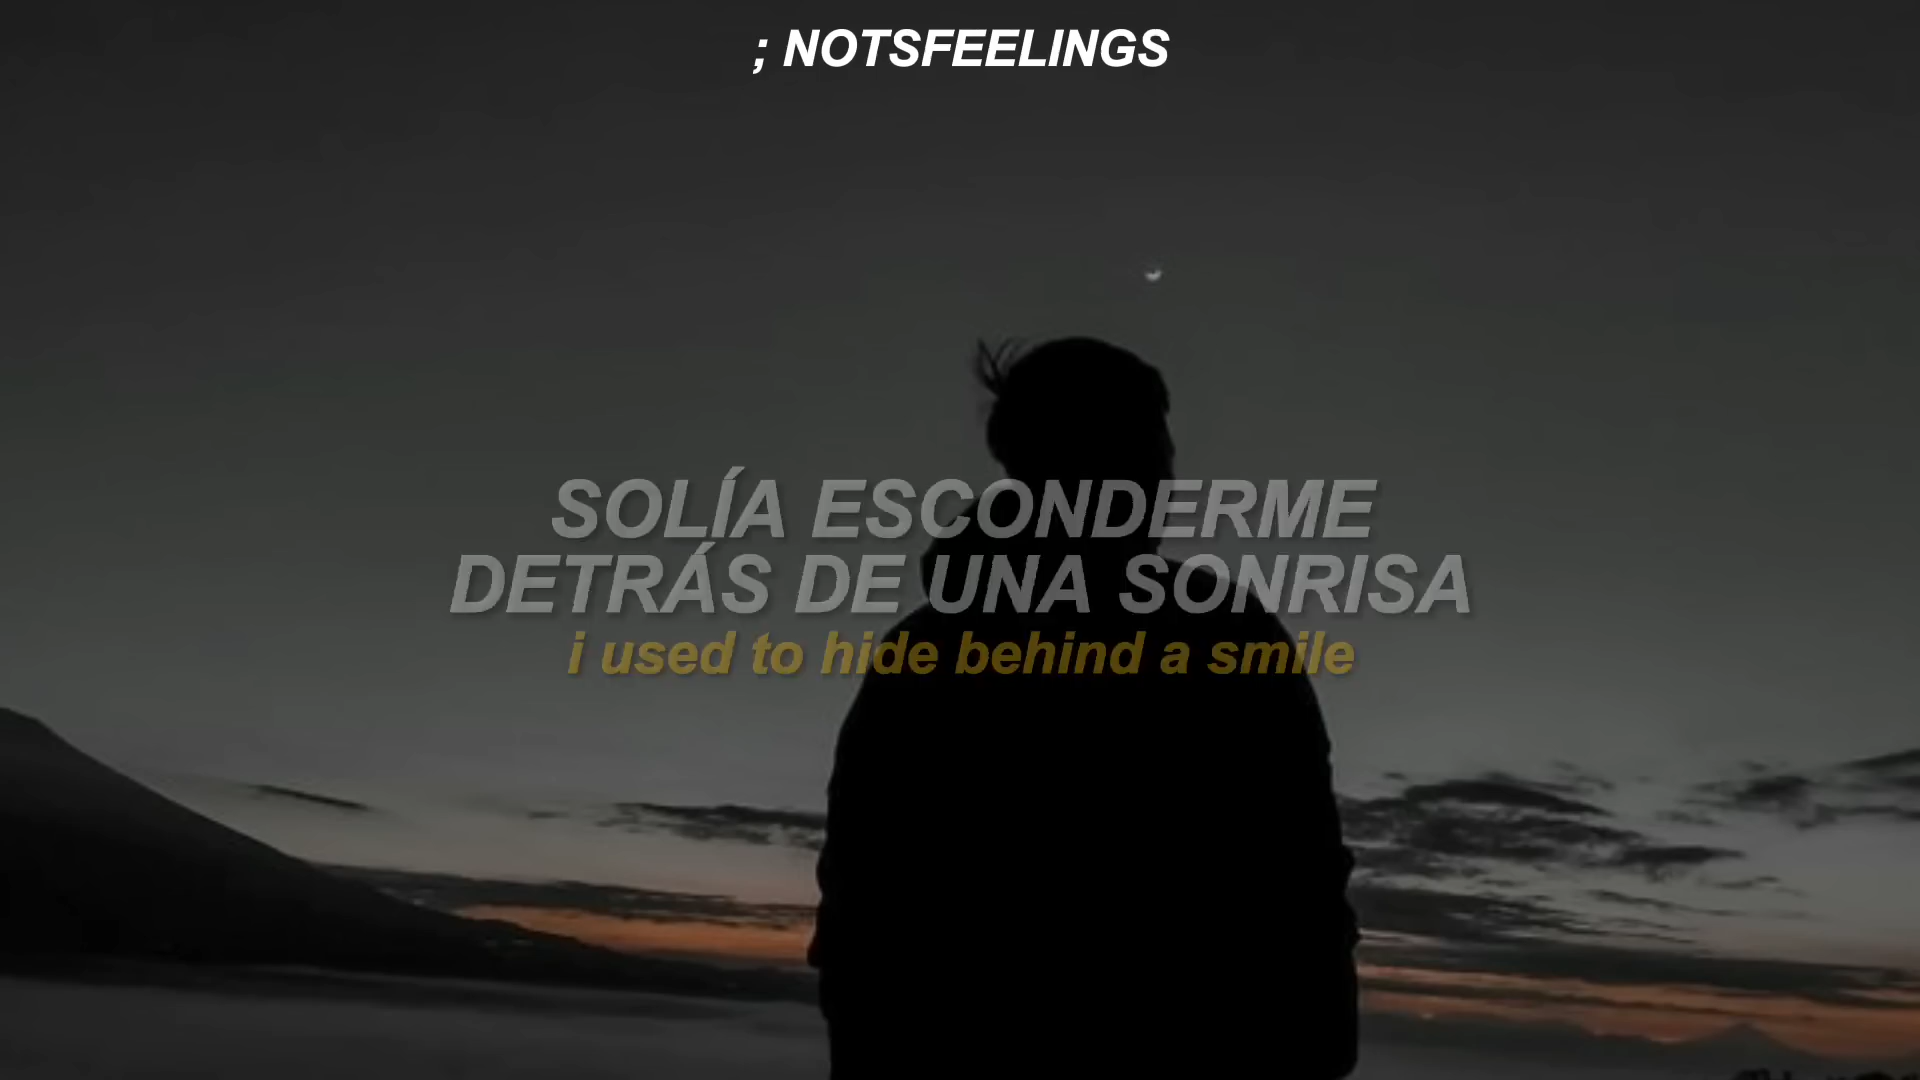 ; NOTSFEELINGS
SOLÍA ESCONDERME
DETRÁS DE UNA SONRISA
i used to hide behind a smile